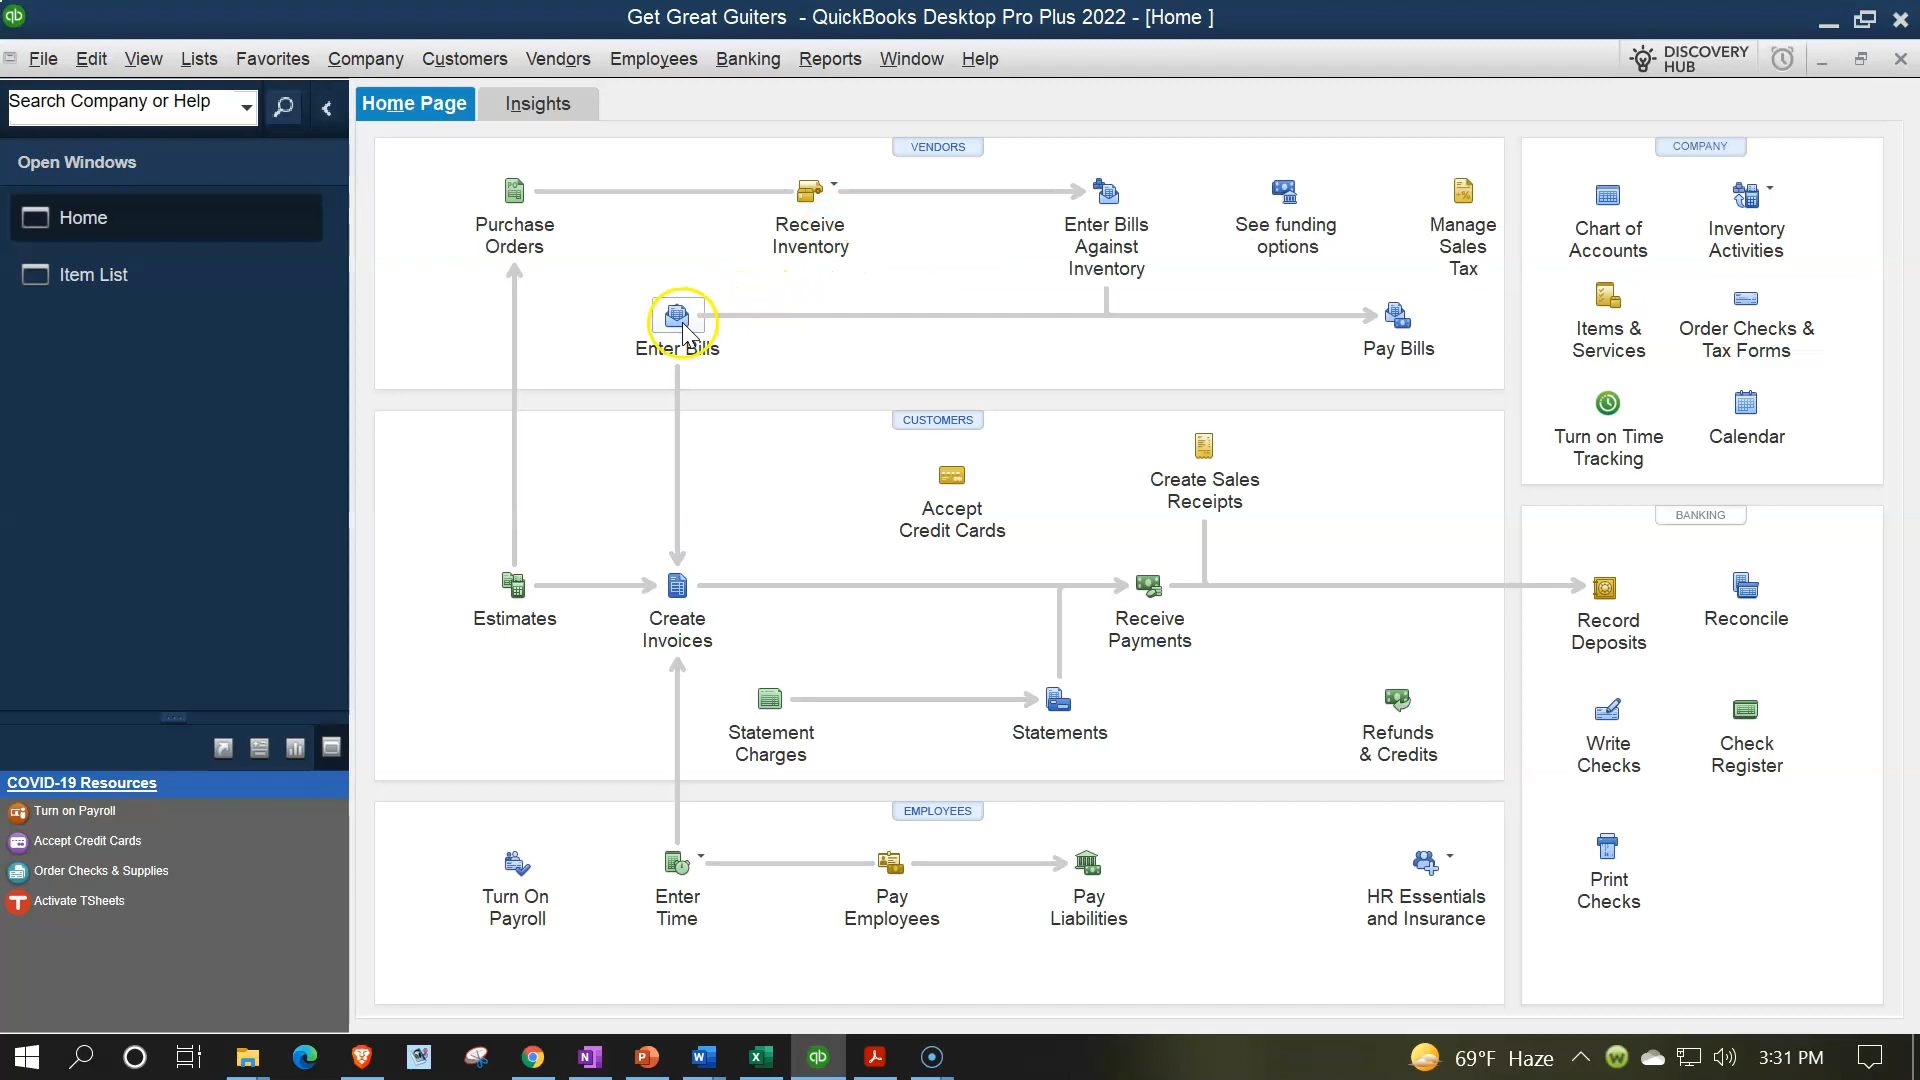 Get Great Guiters - QuickBooks Desktop Pro Plus 2022 - [Home ]
File Edit View Lists Favorites Company Customers Vendors Employees Banking Reports Window Help
DISCOVERY
HUB
Search Company or Help
Home Page
Insights
Open Windows
Home
Item List
COVID-19 Resources
Turn on Payroll
Accept Credit Cards
Order Checks & Supplies
Activate TSheets
VENDORS
Purchase
Orders
Receive
Inventory
Enter Bills
Against
Inventory
See funding
options
Manage
Sales
Tax
Enter Bills
Pay Bills
CUSTOMERS
Accept
Credit Cards
Create Sales
Receipts
Estimates
Create
Invoices
Receive
Payments
Statement
Charges
Statements
Refunds
& Credits
EMPLOYEES
Turn On
Payroll
Enter
Time
Pay
Employees
Pay
Liabilities
HR Essentials
and Insurance
COMPANY
Chart of
Accounts
Inventory
Activities
Items &
Services
Order Checks &
Tax Forms
Turn on Time
Tracking
Calendar
BANKING
Record
Deposits
Reconcile
Write
Checks
Check
Register
Print
Checks
69°F Haze
3:31 PM